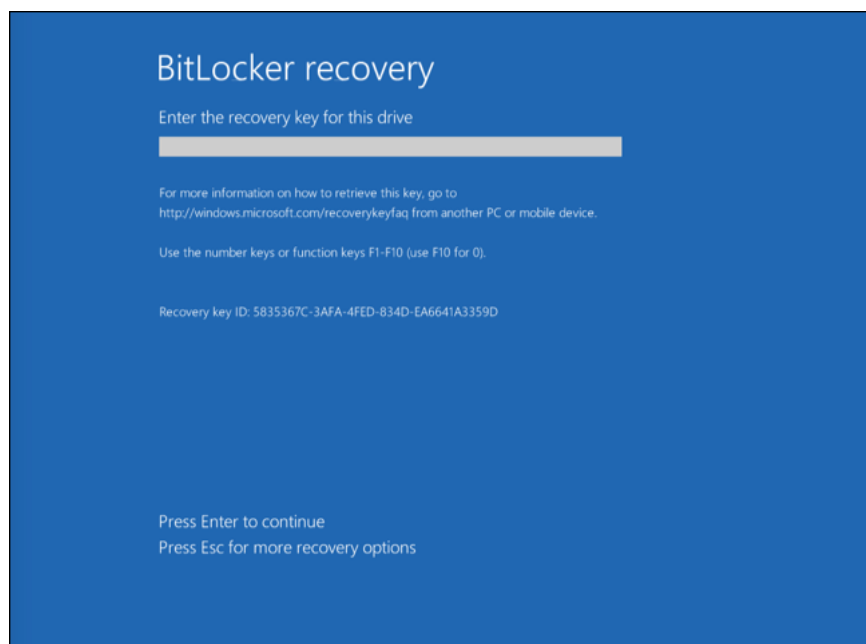 BitLocker recovery
Enter the recovery key for this drive
For more information on how to retrieve this key, go to
http://windows.microsoft.com/recoverykeyfaq from another PC or mobile device.
Use the number keys or function keys F1-F10 (use F10 for 0).
Recovery key ID: 5835367C-3AFA-4FED-834D-EA6641A3359D
Press Enter to continue
Press Esc for more recovery options